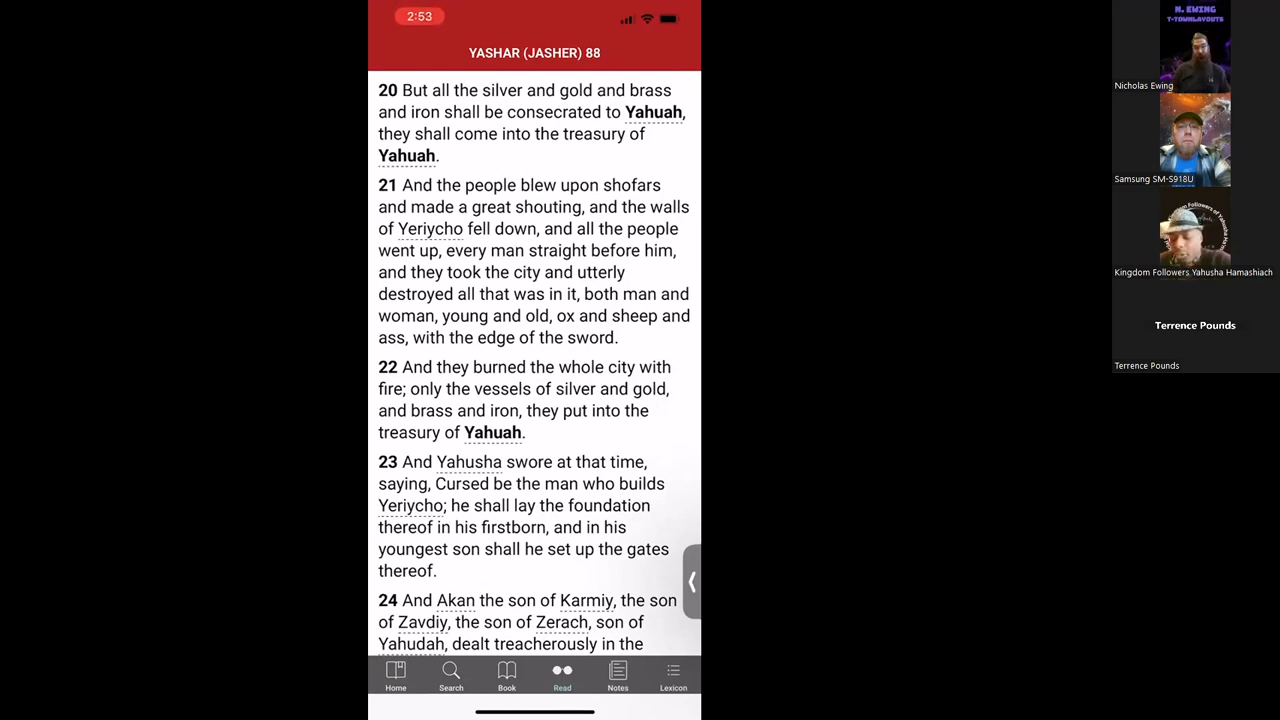 2:53
YASHAR (JASHER) 88
20 But all the silver and gold and brass
and iron shall be consecrated to Yahuah,
they shall come into the treasury of
Yahuah.
21 And the people blew upon shofars
and made a great shouting, and the walls
of Yeriycho fell down, and all the people
went up, every man straight before him,
and they took the city and utterly
destroyed all that was in it, both man and
woman, young and old, ox and sheep and
ass, with the edge of the sword.
22 And they burned the whole city with
fire; only the vessels of silver and gold,
and brass and iron, they put into the
treasury of Yahuah.
23 And Yahusha swore at that time,
saying, Cursed be the man who builds
Yeriycho; he shall lay the foundation
thereof in his firstborn, and in his
youngest son shall he set up the gates
thereof.
24 And Akan the son of Karmiy, the son
of Zavdiy, the son of Zerach, son of
Yahudah, dealt treacherously in the
Home Search Book Read Notes Lexicon
N. EWING
T-TOWNLAYOUTS
Nicholas Ewing
Samsung SM-S918U
Kingdom Followers of Yahusha
Kingdom Followers Yahusha Hamashiach
Terrence Pounds
Terrence Pounds